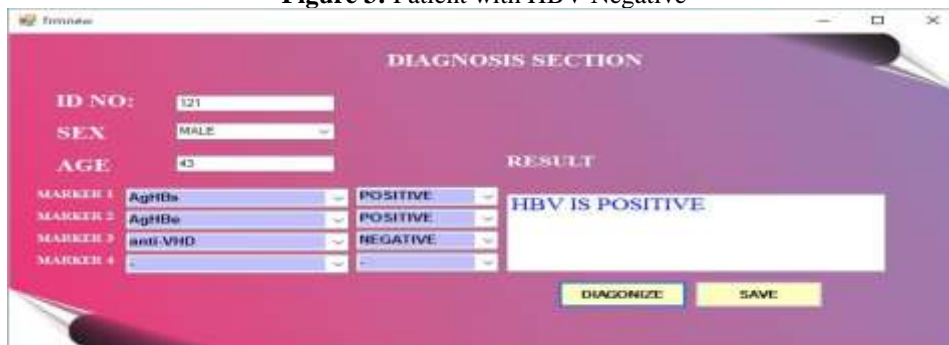 Figure 3: Patient with HBV Negative
frmnew
DIAGNOSIS SECTION
ID NO: 121
SEX MALE
AGE 43
RESULT
MARKER 1 AgHBs POSITIVE
HBV IS POSITIVE
MARKER 2 AgHBe POSITIVE
MARKER 3 anti-VHD NEGATIVE
MARKER 4 - -
DIAGONIZE SAVE